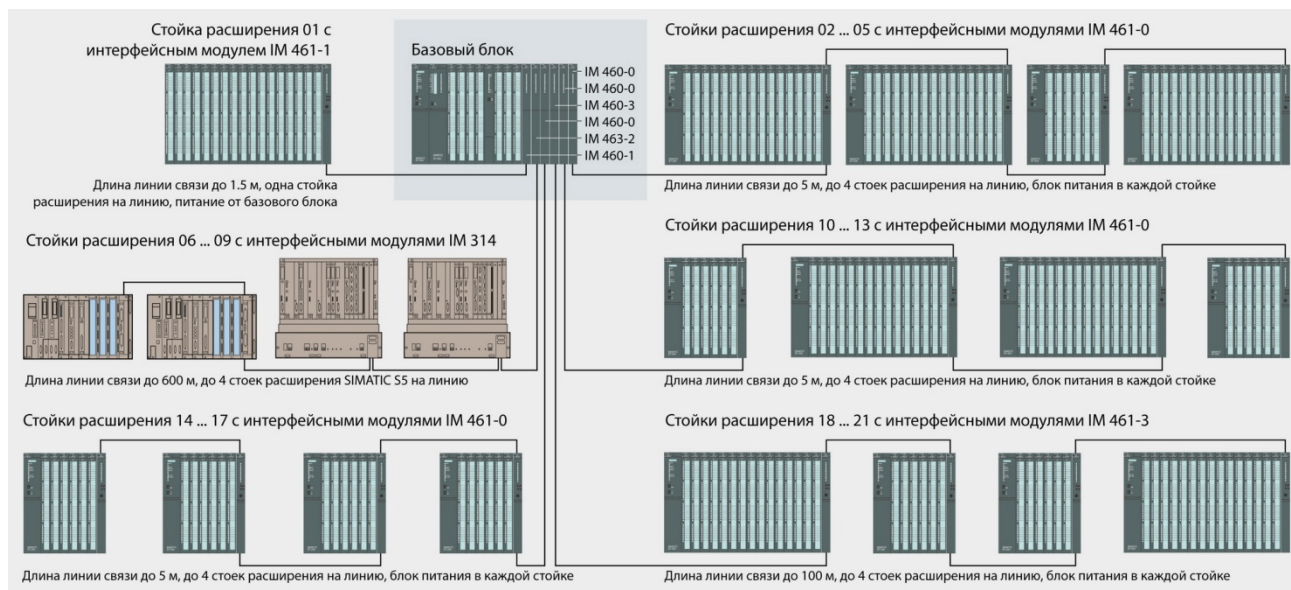 Стойка расширения 01 с
интерфейсным модулем IM 461-1
Базовый блок
IM 460-0
IM 460-0
IM 460-3
IM 460-0
IM 463-2
IM 460-1
Длина линии связи до 1.5 м, одна стойка
расширения на линию, питание от базового блока
Стойки расширения 02 ... 05 с интерфейсными модулями IM 461-0
Длина линии связи до 5 м, до 4 стоек расширения на линию, блок питания в каждой стойке
Стойки расширения 06 ... 09 с интерфейсными модулями IM 314
Длина линии связи до 600 м, до 4 стоек расширения SIMATIC S5 на линию
Стойки расширения 10 ... 13 с интерфейсными модулями IM 461-0
Длина линии связи до 5 м, до 4 стоек расширения на линию, блок питания в каждой стойке
Стойки расширения 14 ... 17 с интерфейсными модулями IM 461-0
Длина линии связи до 5 м, до 4 стоек расширения на линию, блок питания в каждой стойке
Стойки расширения 18 ... 21 с интерфейсными модулями IM 461-3
Длина линии связи до 100 м, до 4 стоек расширения на линию, блок питания в каждой стойке